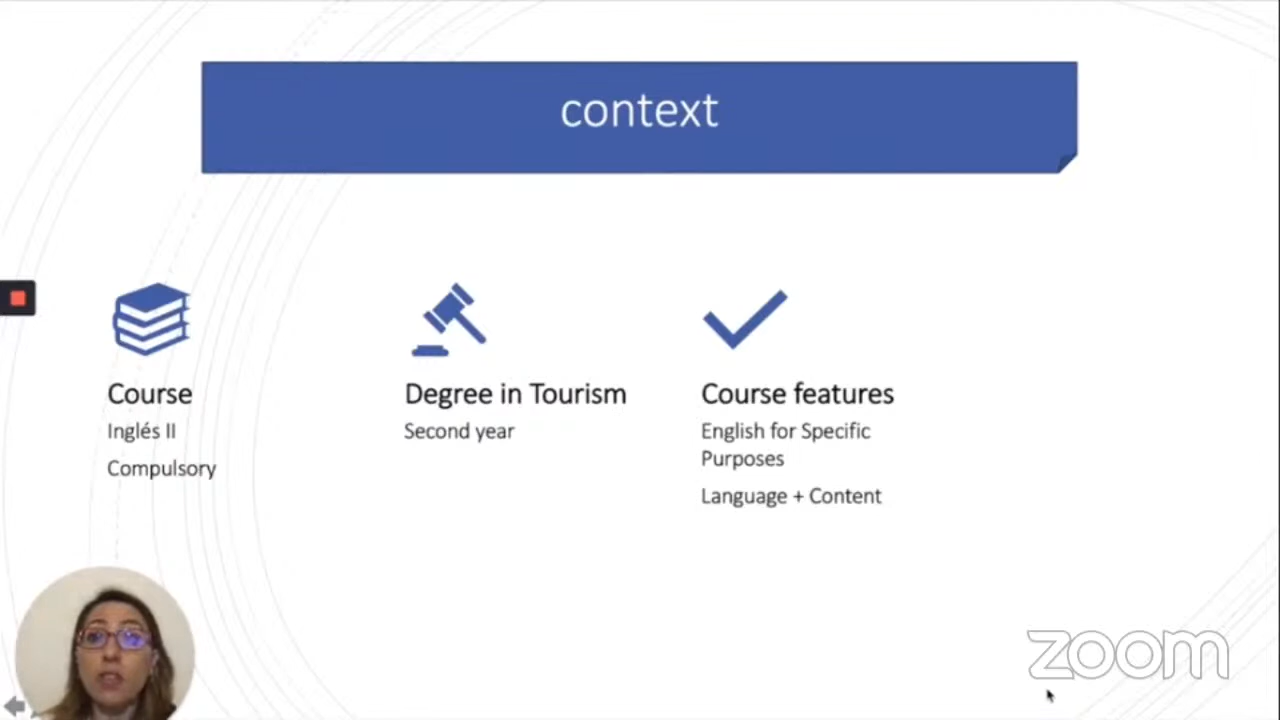 context
Course
Inglés II
Compulsory
Degree in Tourism
Second year
Course features
English for Specific
Purposes
Language + Content
zoom